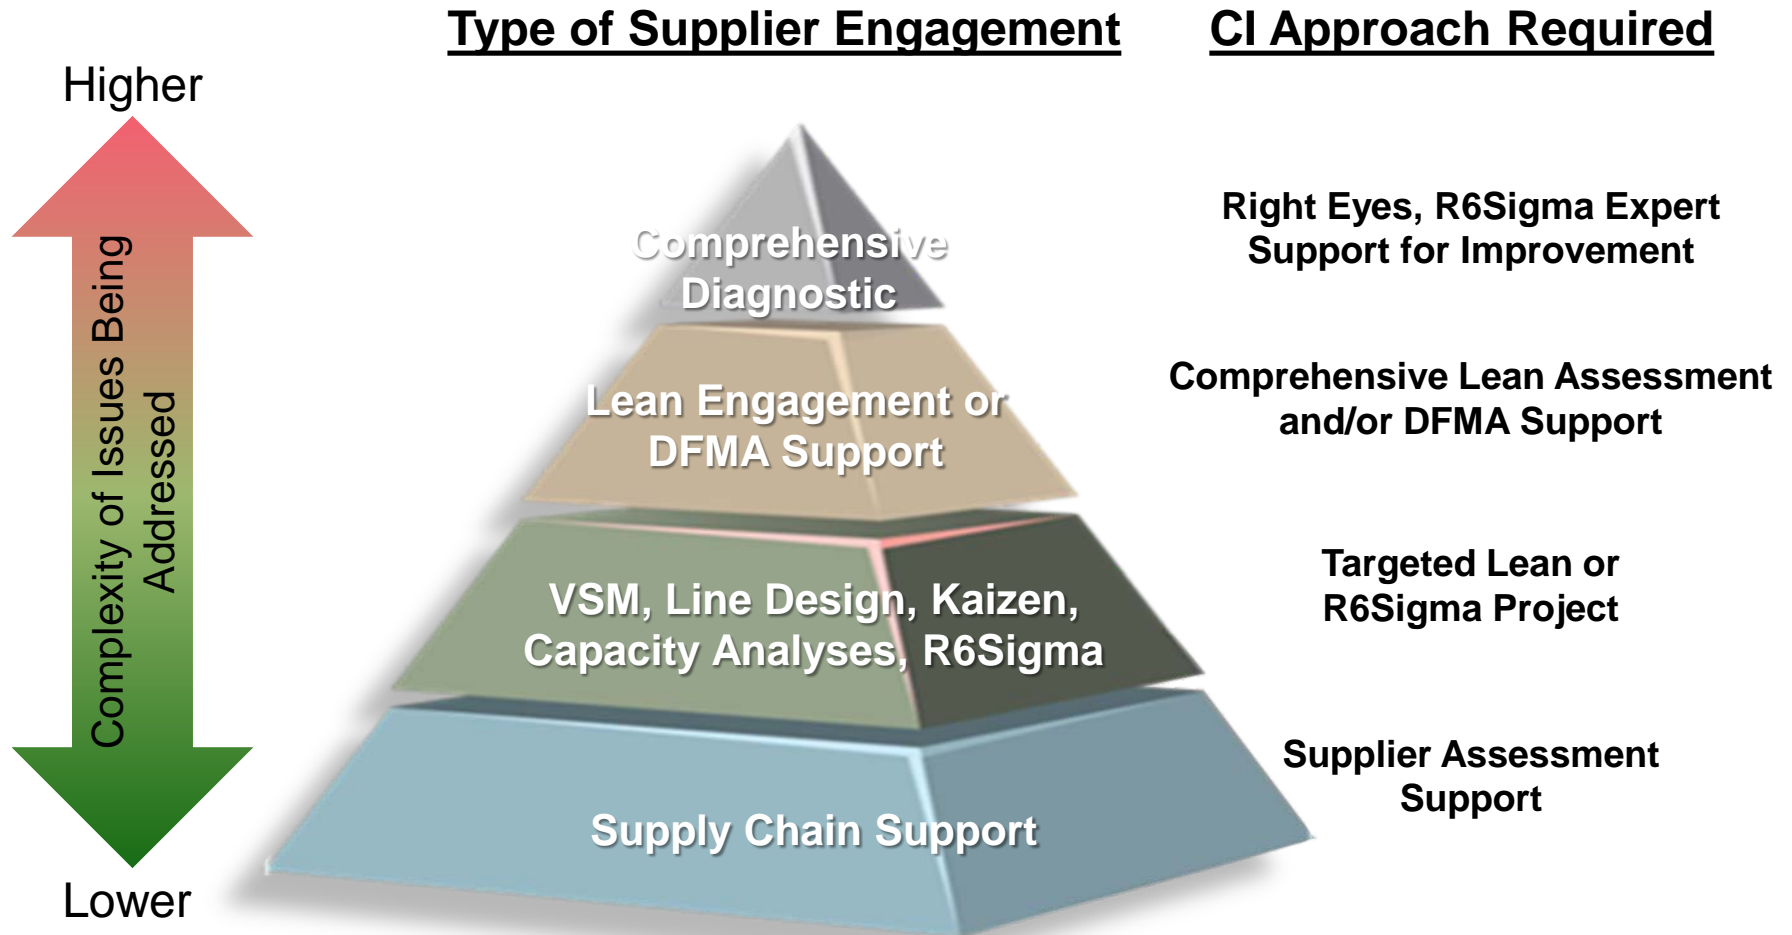 Type of Supplier Engagement
CI Approach Required
Higher
Complexity of Issues Being
Addressed
Lower
Comprehensive
Diagnostic
Right Eyes, R6Sigma Expert
Support for Improvement
Lean Engagement or
DFMA Support
Comprehensive Lean Assessment
and/or DFMA Support
VSM, Line Design, Kaizen,
Capacity Analyses, R6Sigma
Targeted Lean or
R6Sigma Project
Supply Chain Support
Supplier Assessment
Support